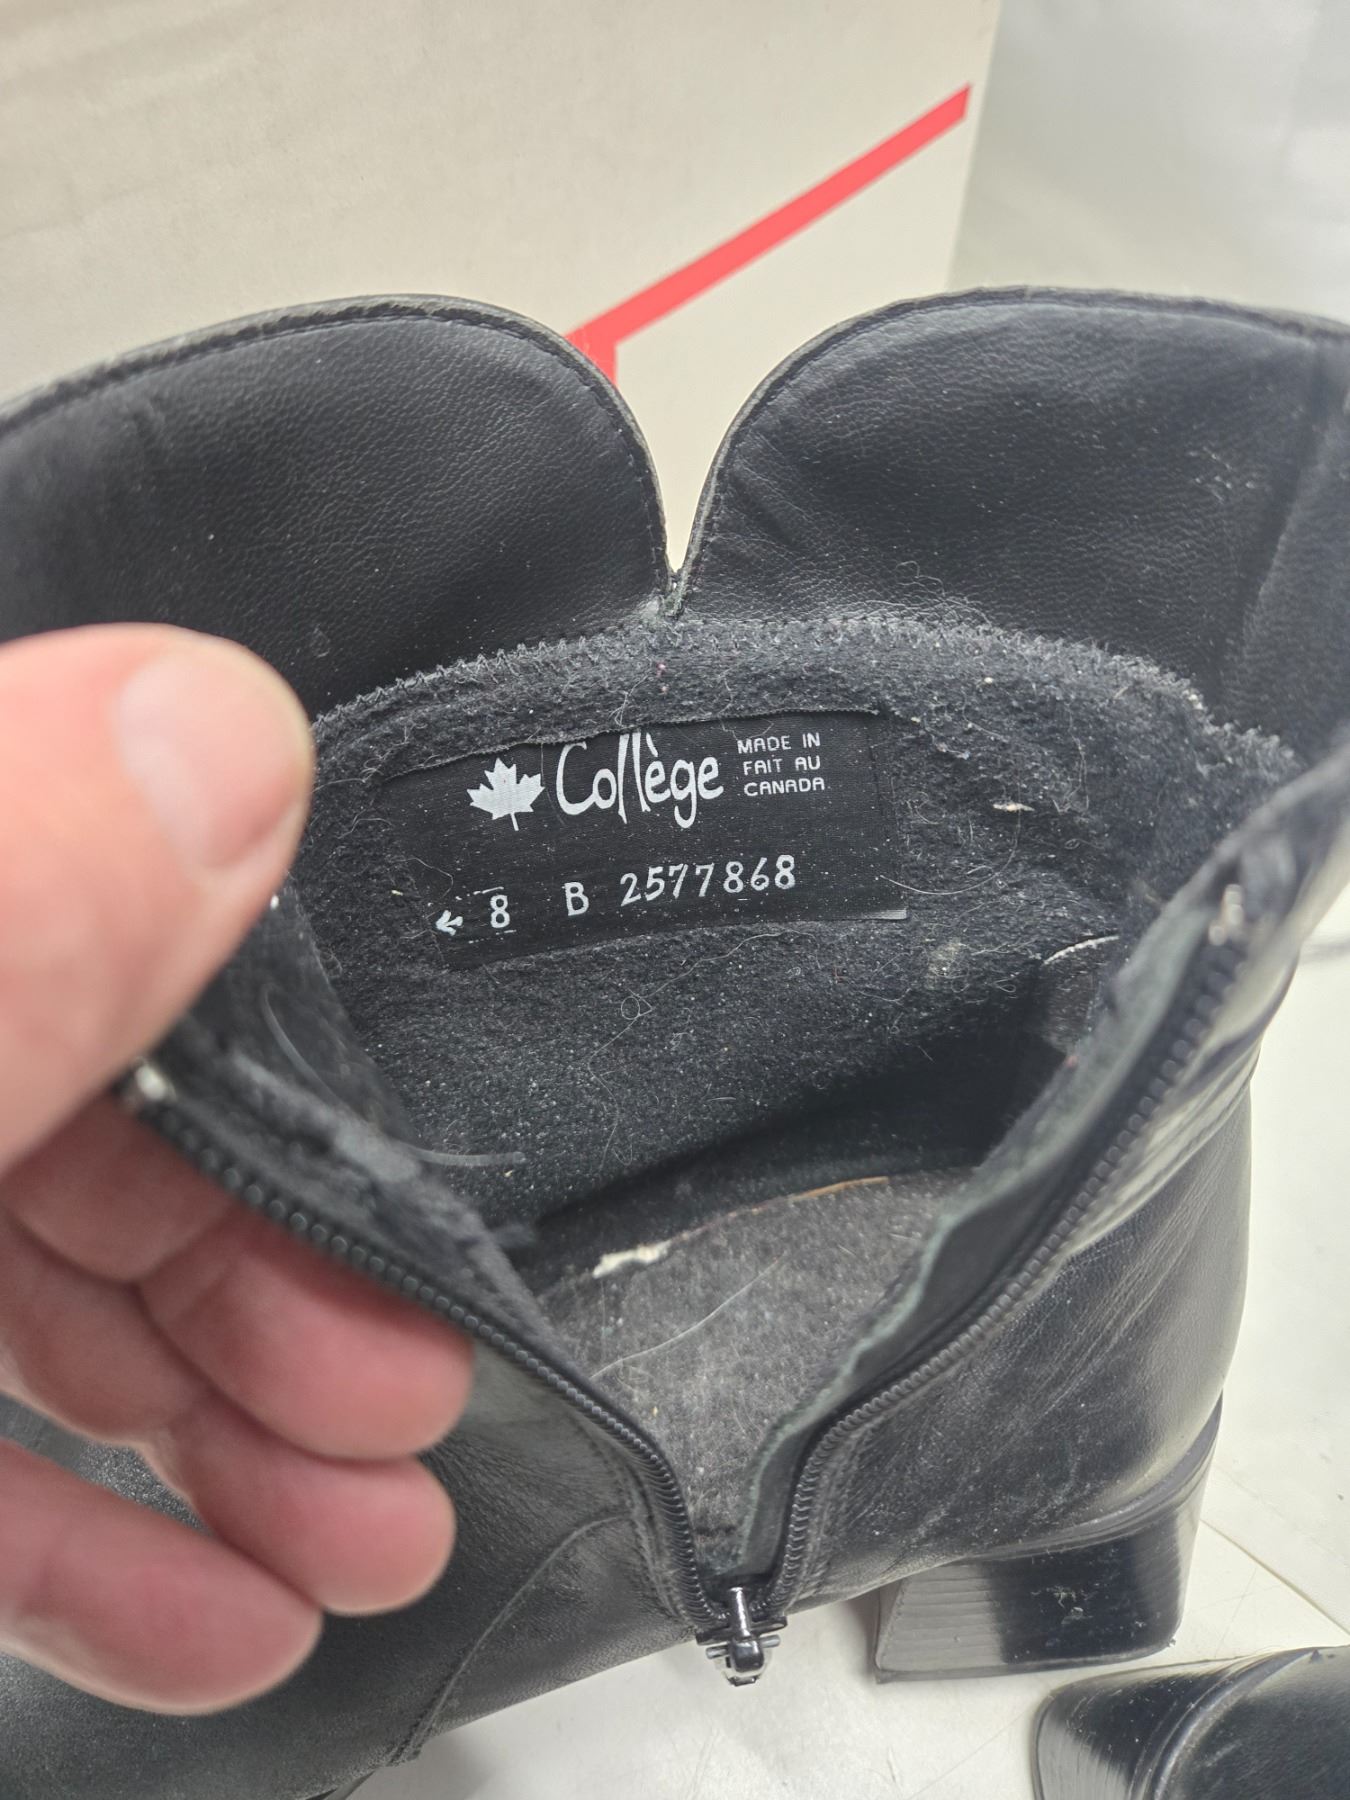 Collège
MADE IN
FAIT AU
CANADA
← 8 B 2577868